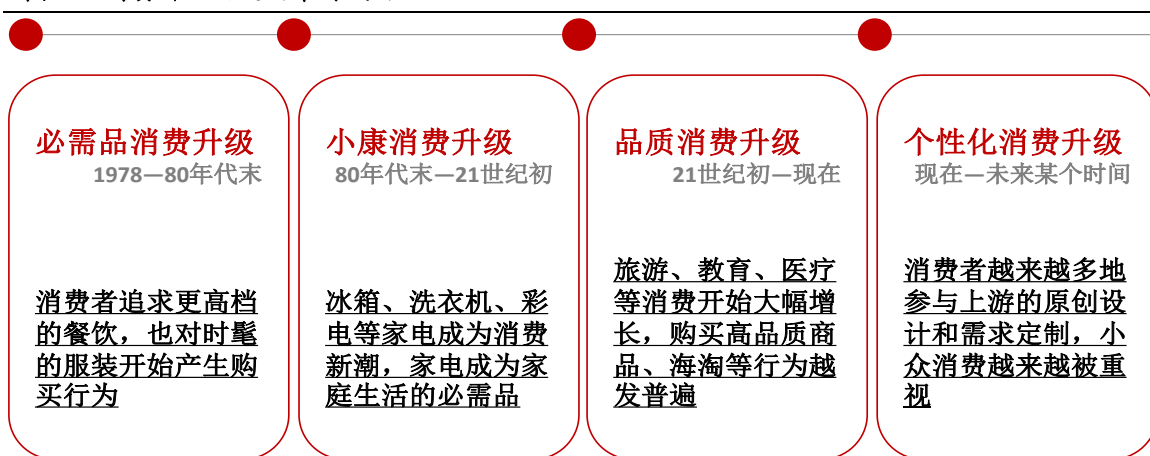 必需品消费升级
1978—80年代末
消费者追求更高档
的餐饮，也对时髦
的服装开始产生购
买行为
小康消费升级
80年代末—21世纪初
冰箱、洗衣机、彩
电等家电成为消费
新潮，家电成为家
庭生活的必需品
品质消费升级
21世纪初—现在
旅游、教育、医疗
等消费开始大幅增
长，购买高品质商
品、海淘等行为越
发普遍
个性化消费升级
现在—未来某个时间
消费者越来越多地
参与上游的原创设
计和需求定制，小
众消费越来越被重
视